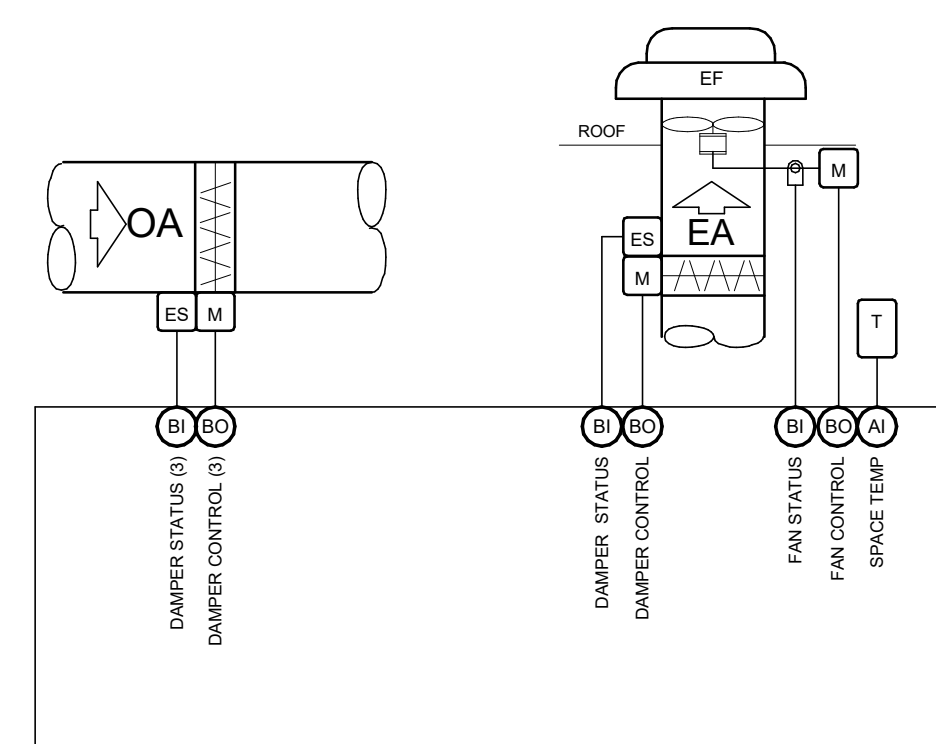 EF
ROOF
M
OA
ES
EA
M
ES
M
T
BI
BO
BI
BO
BI
BO
AI
DAMPER STATUS (3)
DAMPER CONTROL (3)
DAMPER STATUS
DAMPER CONTROL
FAN STATUS
FAN CONTROL
SPACE TEMP